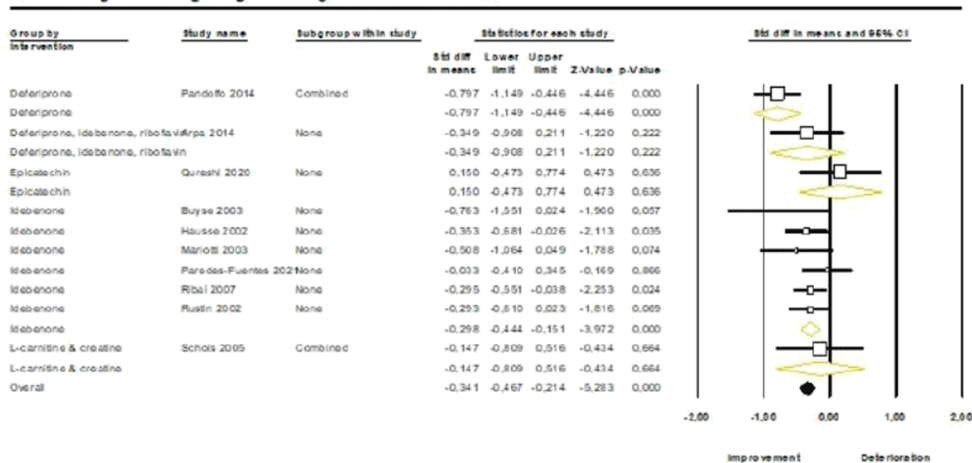 Group by Study name Subgroup within study Statistics for each study Std diff in means and 95% CI
Intervention
Std diff Lower Upper
in means limit limit Z-Value p-Value
Deferiprone Pandolfo 2014 Combined -0,797 -1,149 -0,446 -4,446 0,000
Deferiprone -0,797 -1,149 -0,446 -4,446 0,000
Deferiprone, idebenone, riboflavin Arpa 2014 None -0,349 -0,908 0,211 -1,220 0,222
Deferiprone, idebenone, riboflavin -0,349 -0,908 0,211 -1,220 0,222
Epicatechin Qureshi 2020 None 0,150 -0,473 0,774 0,473 0,636
Epicatechin 0,150 -0,473 0,774 0,473 0,636
Idebenone Buyse 2003 None -0,763 -1,551 0,024 -1,900 0,057
Idebenone Hausse 2002 None -0,353 -0,681 -0,026 -2,113 0,035
Idebenone Mariotti 2003 None -0,508 -1,064 0,049 -1,788 0,074
Idebenone Paredes-Fuentes 2021 None -0,033 -0,410 0,345 -0,169 0,866
Idebenone Ribai 2007 None -0,295 -0,551 -0,038 -2,253 0,024
Idebenone Rustin 2002 None -0,293 -0,610 0,023 -1,816 0,069
Idebenone -0,298 -0,444 -0,151 -3,972 0,000
L-carnitine & creatine Schols 2005 Combined -0,147 -0,809 0,516 -0,434 0,664
L-carnitine & creatine -0,147 -0,809 0,516 -0,434 0,664
Overall -0,341 -0,467 -0,214 -5,283 0,000
-2,00 -1,00 0,00 1,00 2,00
Improvement Deterioration